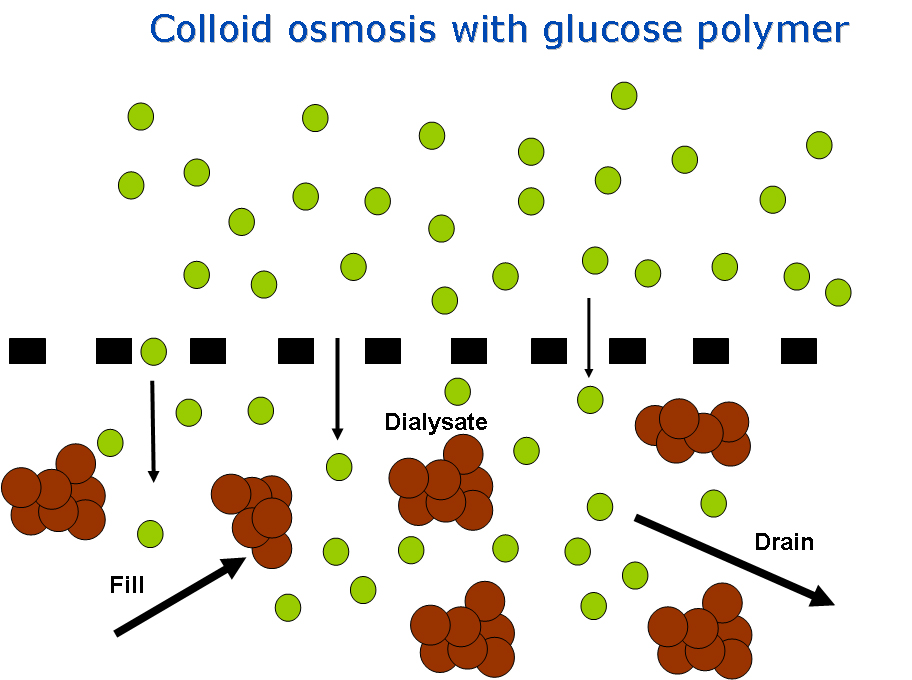 Colloid osmosis with glucose polymer
Dialysate
Drain
Fill